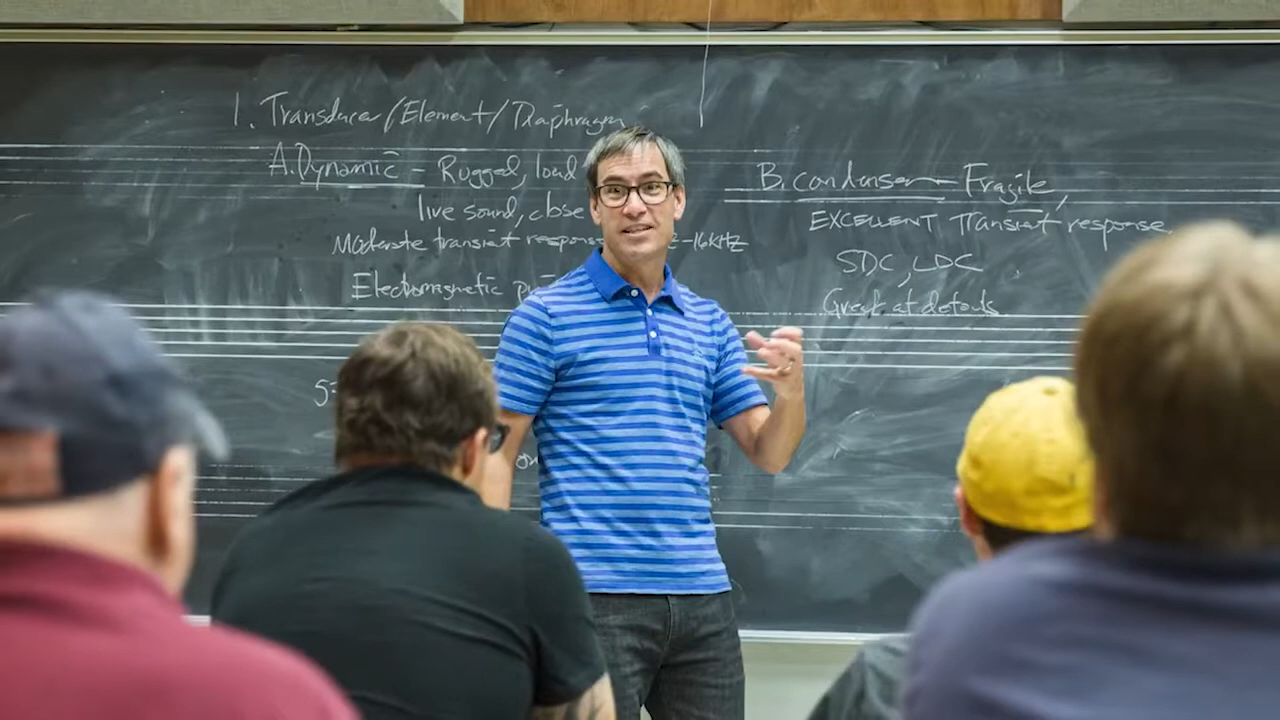 1. Transducer/Element/Diaphragm
A. Dynamic - Rugged, loud
live sound, close
Moderate transient response z-16kHz
Electromagnetic
5
B. condenser - Fragile,
EXCELLENT Transient response.
SDC, LDC
Great at details